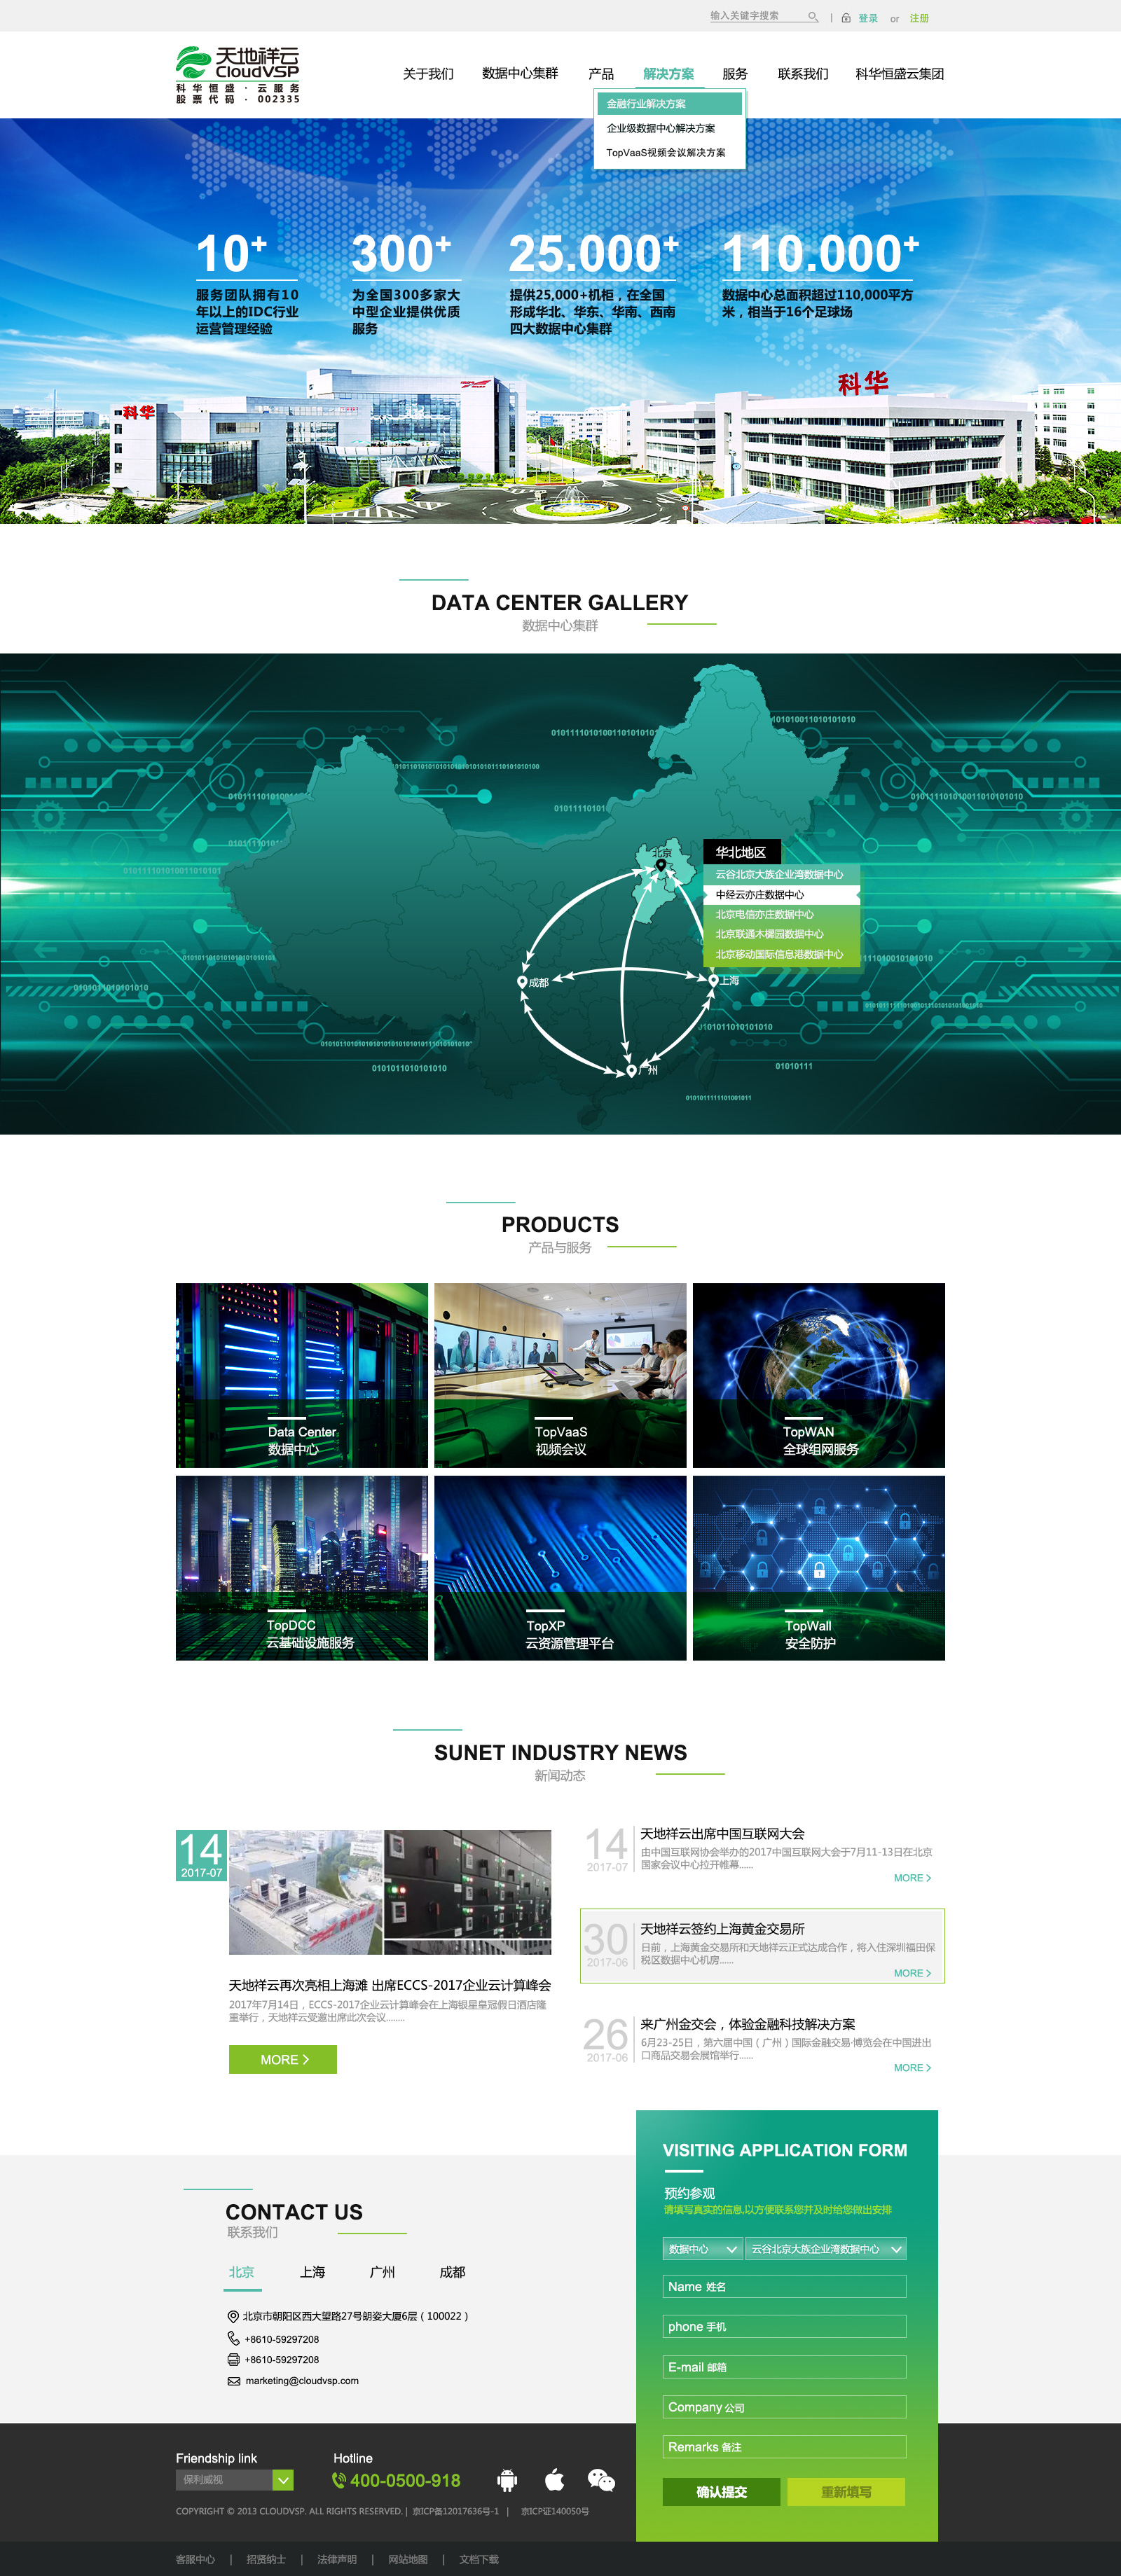 输入关键字搜索
登录 or 注册
天地祥云
CloudVSP
科华恒盛·云服务
股票代码·002335
关于我们 数据中心集群 产品 解决方案 服务 联系我们 科华恒盛云集团
金融行业解决方案
企业级数据中心解决方案
TopVaaS视频会议解决方案
10+
服务团队拥有10
年以上的IDC行业
运营管理经验
300+
为全国300多家大
中型企业提供优质
服务
25.000+
提供25,000+机柜，在全国
形成华北、华东、华南、西南
四大数据中心集群
110.000+
数据中心总面积超过110,000平方
米，相当于16个足球场
科华
科华
DATA CENTER GALLERY
数据中心集群
北京
华北地区
云谷北京大族企业湾数据中心
中经云亦庄数据中心
北京电信亦庄数据中心
北京联通木樨园数据中心
北京移动国际信息港数据中心
成都
上海
广州
PRODUCTS
产品与服务
Data Center
数据中心
TopVaaS
视频会议
TopWAN
全球组网服务
TopDCC
云基础设施服务
TopXP
云资源管理平台
TopWall
安全防护
SUNET INDUSTRY NEWS
新闻动态
14
2017-07
天地祥云再次亮相上海滩 出席ECCS-2017企业云计算峰会
2017年7月14日，ECCS-2017企业云计算峰会在上海银星皇冠假日酒店隆
重举行，天地祥云受邀出席此次会议........
MORE
14
2017-07
天地祥云出席中国互联网大会
由中国互联网协会举办的2017中国互联网大会于7月11-13日在北京
国家会议中心拉开帷幕......
MORE
30
2017-06
天地祥云签约上海黄金交易所
日前，上海黄金交易所和天地祥云正式达成合作，将入住深圳福田保
税区数据中心机房......
MORE
26
2017-06
来广州金交会，体验金融科技解决方案
6月23-25日，第六届中国（广州）国际金融交易·博览会在中国进出
口商品交易会展馆举行......
MORE
CONTACT US
联系我们
北京 上海 广州 成都
北京市朝阳区西大望路27号朗姿大厦6层（100022）
+8610-59297208
+8610-59297208
marketing@cloudvsp.com
VISITING APPLICATION FORM
预约参观
请填写真实的信息,以方便联系您并及时给您做出安排
数据中心 云谷北京大族企业湾数据中心
Name 姓名
phone 手机
E-mail 邮箱
Company 公司
Remarks 备注
确认提交 重新填写
Friendship link
保利威视
Hotline
400-0500-918
COPYRIGHT © 2013 CLOUDVSP. ALL RIGHTS RESERVED. | 京ICP备12017636号-1 | 京ICP证140050号
客服中心 | 招贤纳士 | 法律声明 | 网站地图 | 文档下载